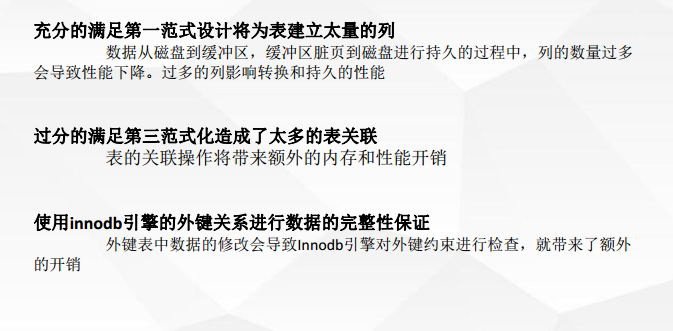 充分的满足第一范式设计将为表建立太量的列
数据从磁盘到缓冲区，缓冲区脏页到磁盘进行持久的过程中，列的数量过多
会导致性能下降。过多的列影响转换和持久的性能
过分的满足第三范式化造成了太多的表关联
表的关联操作将带来额外的内存和性能开销
使用innodb引擎的外键关系进行数据的完整性保证
外键表中数据的修改会导致Innodb引擎对外键约束进行检查，就带来了额外
的开销